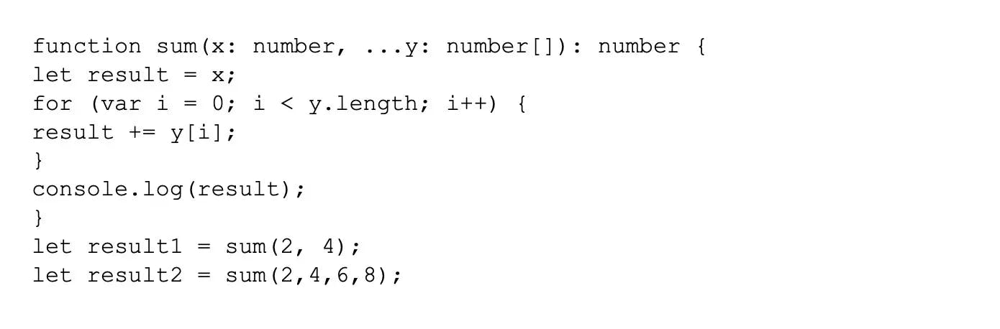 function sum(x: number, ...y: number[]): number {
let result = x;
for (var i = 0; i < y.length; i++) {
result += y[i];
}
console.log(result);
}
let result1 = sum(2, 4);
let result2 = sum(2,4,6,8);